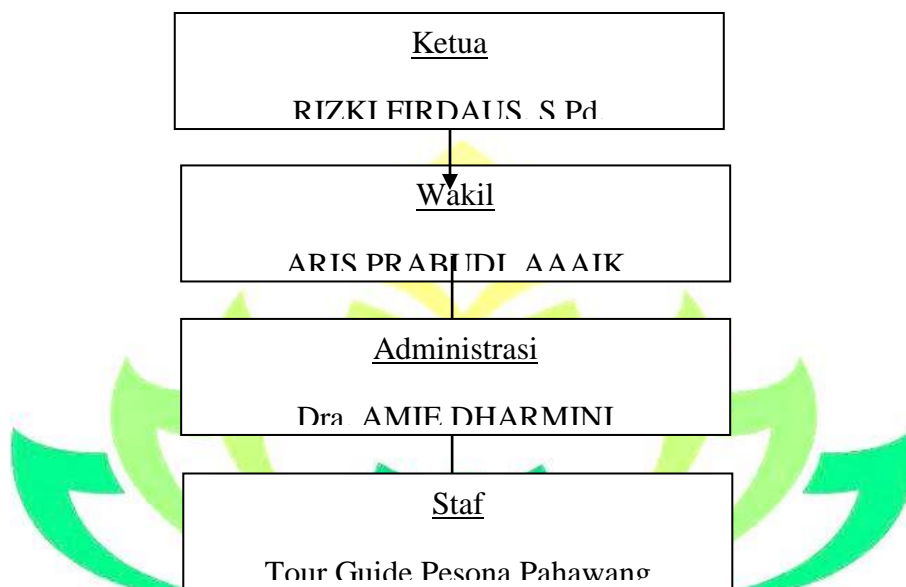 Ketua
RIZKI FIRDAUS, S.Pd.
Wakil
ARIS PRABUDI, AAAIK
Administrasi
Dra. AMIE DHARMINI
Staf
Tour Guide Pesona Pahawang